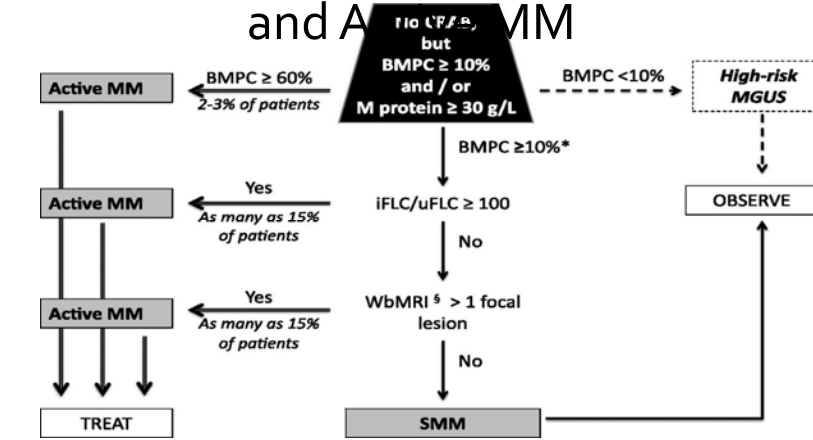 and A MM
No CRAB,
but
BMPC ≥ 10%
and / or
M protein ≥ 30 g/L
BMPC ≥ 60%
2-3% of patients
Active MM
BMPC <10%
High-risk
MGUS
BMPC ≥10%*
Yes
As many as 15%
of patients
Active MM
iFLC/uFLC ≥ 100
OBSERVE
No
Yes
As many as 15%
of patients
Active MM
WbMRI § > 1 focal
lesion
No
TREAT
SMM